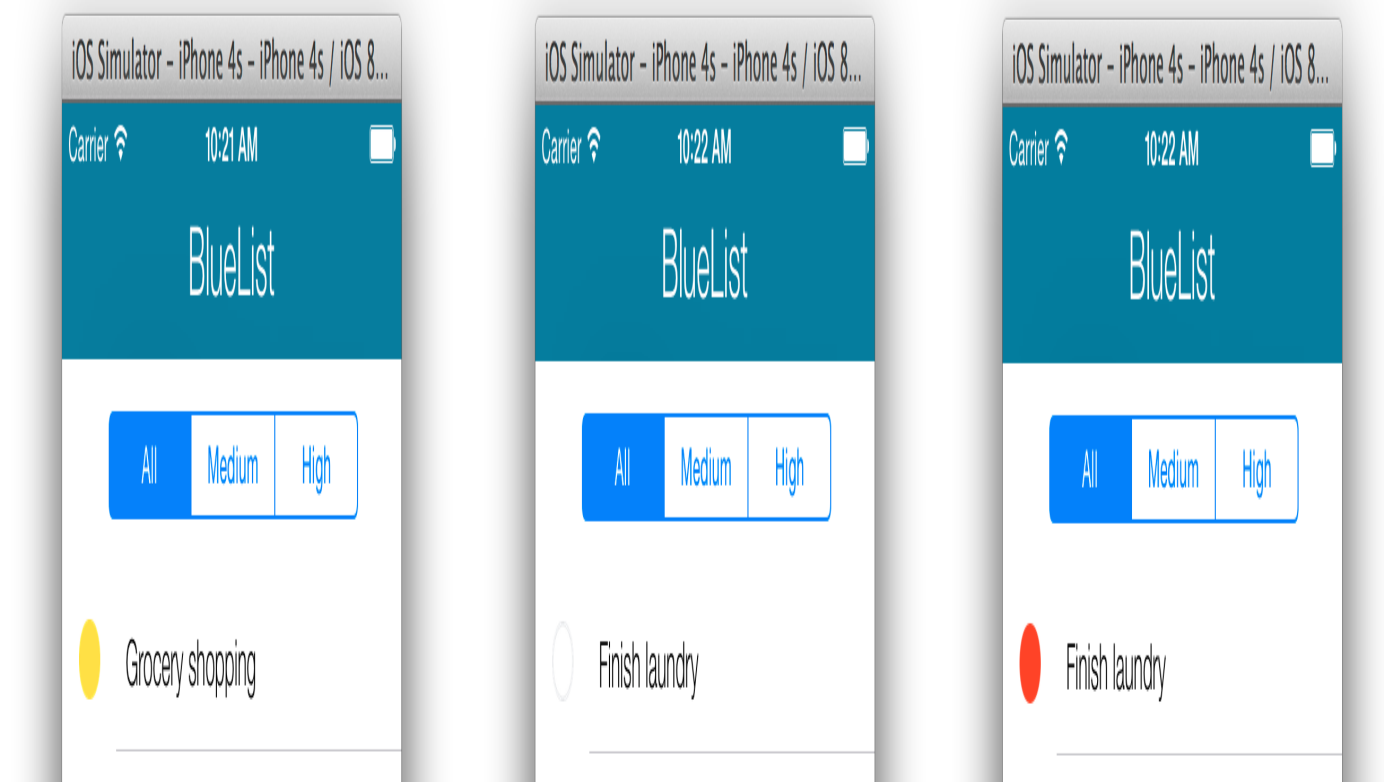 iOS Simulator – iPhone 4s – iPhone 4s / iOS 8...
Carrier 10:21 AM
BlueList
All Medium High
Grocery shopping
iOS Simulator – iPhone 4s – iPhone 4s / iOS 8...
Carrier 10:22 AM
BlueList
All Medium High
Finish laundry
iOS Simulator – iPhone 4s – iPhone 4s / iOS 8...
Carrier 10:22 AM
BlueList
All Medium High
Finish laundry